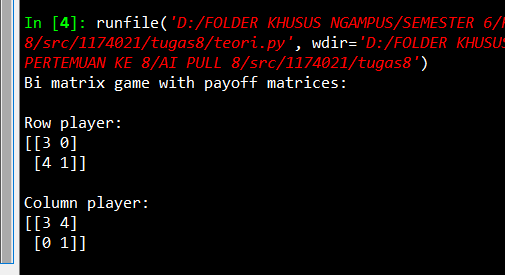 In [4]: runfile('D:/FOLDER KHUSUS NGAMPUS/SEMESTER 6/
8/src/1174021/tugas8/teori.py', wdir='D:/FOLDER KHUSUS
PERTEMUAN KE 8/AI PULL 8/src/1174021/tugas8')
Bi matrix game with payoff matrices:
Row player:
[[3 0]
[4 1]]
Column player:
[[3 4]
[0 1]]